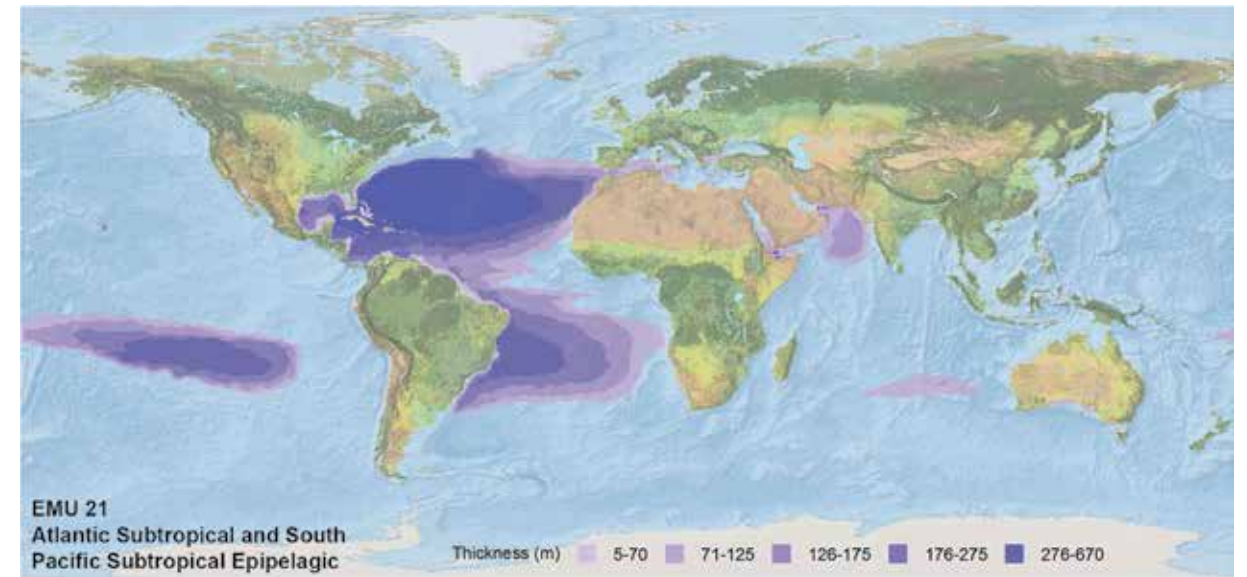 EMU 21
Atlantic Subtropical and South
Pacific Subtropical Epipelagic
Thickness (m) 5-70 71-125 126-175 176-275 276-670